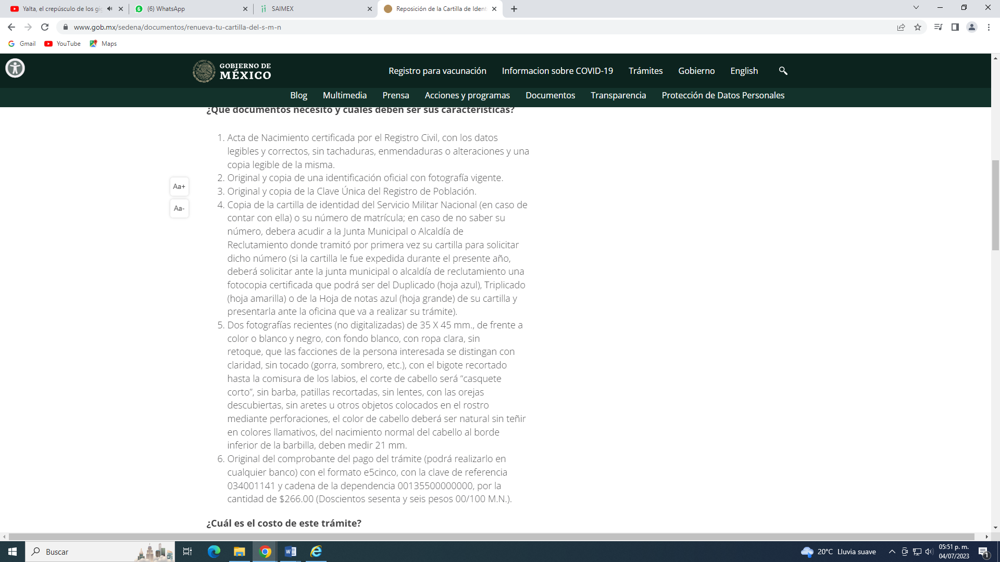 Yalta, el crepúsculo de los gig
(6) WhatsApp
SAIMEX
Reposición de la Cartilla de Ident
www.gob.mx/sedena/documentos/renueva-tu-cartilla-del-s-m-n
Gmail
YouTube
Maps
GOBIERNO DE
MÉXICO
Registro para vacunación
Informacion sobre COVID-19
Trámites
Gobierno
English
Blog
Multimedia
Prensa
Acciones y programas
Documentos
Transparencia
Protección de Datos Personales
¿Qué documentos necesito y cuáles deben ser sus características?
1. Acta de Nacimiento certificada por el Registro Civil, con los datos
legibles y correctos, sin tachaduras, enmendaduras o alteraciones y una
copia legible de la misma.
2. Original y copia de una identificación oficial con fotografía vigente.
3. Original y copia de la Clave Única del Registro de Población.
4. Copia de la cartilla de identidad del Servicio Militar Nacional (en caso de
contar con ella) o su número de matrícula; en caso de no saber su
número, debera acudir a la Junta Municipal o Alcaldía de
Reclutamiento donde tramitó por primera vez su cartilla para solicitar
dicho número (si la cartilla le fue expedida durante el presente año,
deberá solicitar ante la junta municipal o alcaldía de reclutamiento una
fotocopia certificada que podrá ser del Duplicado (hoja azul), Triplicado
(hoja amarilla) o de la Hoja de notas azul (hoja grande) de su cartilla y
presentarla ante la oficina que va a realizar su trámite).
5. Dos fotografías recientes (no digitalizadas) de 35 X 45 mm., de frente a
color o blanco y negro, con fondo blanco, con ropa clara, sin
retoque, que las facciones de la persona interesada se distingan con
claridad, sin tocado (gorra, sombrero, etc.), con el bigote recortado
hasta la comisura de los labios, el corte de cabello será “casquete
corto”, sin barba, patillas recortadas, sin lentes, con las orejas
descubiertas, sin aretes u otros objetos colocados en el rostro
mediante perforaciones, el color de cabello deberá ser natural sin teñir
en colores llamativos, del nacimiento normal del cabello al borde
inferior de la barbilla, deben medir 21 mm.
6. Original del comprobante del pago del trámite (podrá realizarlo en
cualquier banco) con el formato e5cinco, con la clave de referencia
034001141 y cadena de la dependencia 00135500000000, por la
cantidad de $266.00 (Doscientos sesenta y seis pesos 00/100 M.N.).
¿Cuál es el costo de este trámite?
Aa+
Aa-
Buscar
20°C Lluvia suave
05:51 p. m.
04/07/2023
1